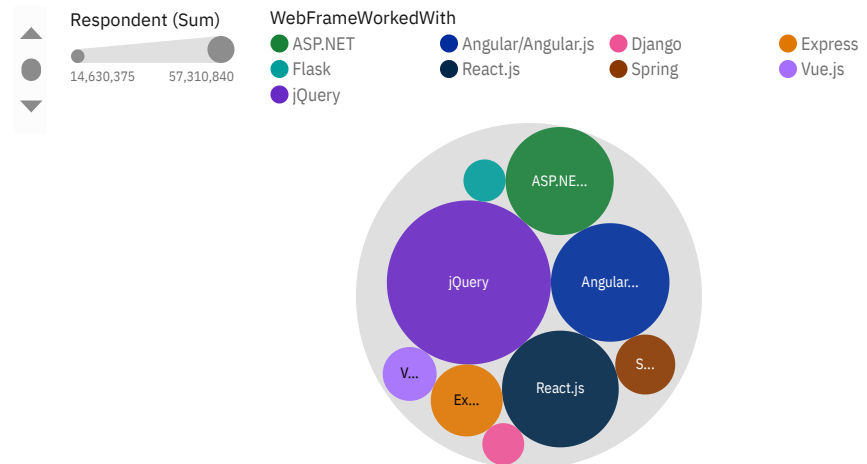 Respondent (Sum)
14,630,375 57,310,840
WebFrameWorkedWith
ASP.NET Angular/Angular.js Django Express
Flask React.js Spring Vue.js
jQuery
ASP.NE...
jQuery
Angular...
S...
V...
React.js
Ex...